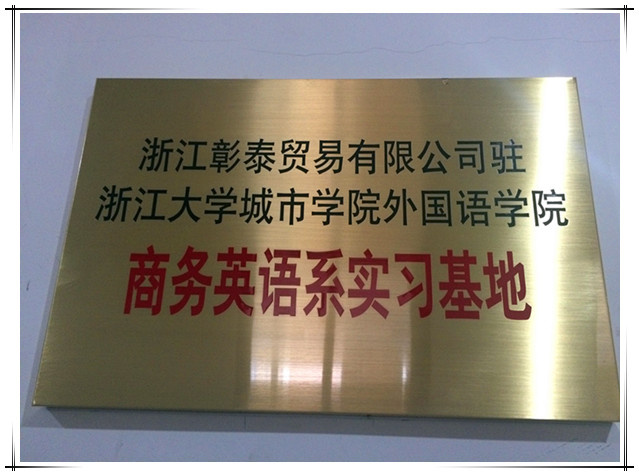 浙江彰泰贸易有限公司驻
浙江大学城市学院外国语学院
商务英语系实习基地